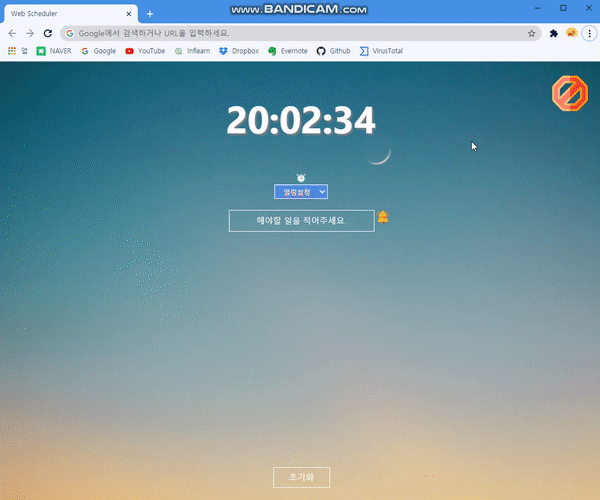 WWW.BANDICAM.COM
Web Scheduler
Google에서 검색하거나 URL을 입력하세요.
앱 NAVER Google YouTube Inflearn Dropbox Evernote Github VirusTotal
20:02:34
알람설정
해야할 일을 적어주세요.
초기화